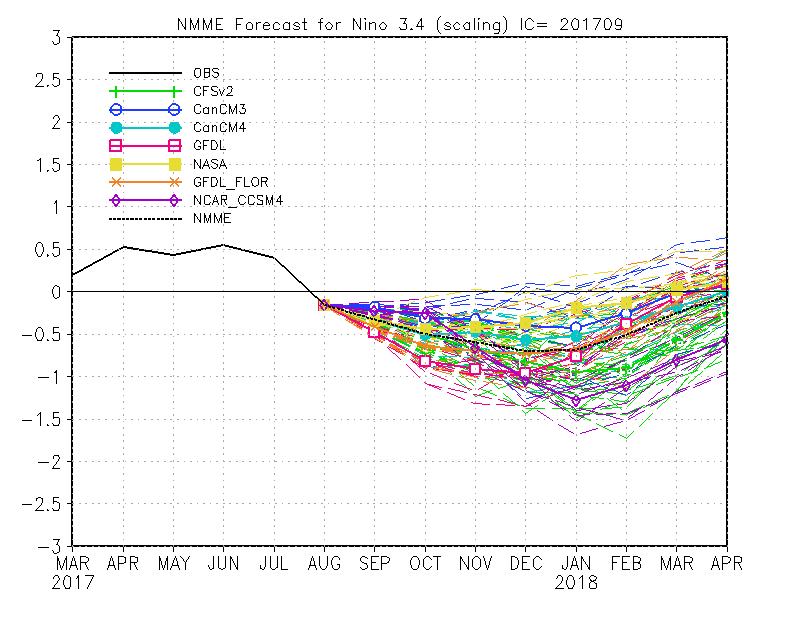 NMME Forecast for Nino 3.4 (scaling) IC= 201709
3
2.5
2
1.5
1
0.5
0
−0.5
−1
−1.5
−2
−2.5
−3
OBS
CFSv2
CanCM3
CanCM4
GFDL
NASA
GFDL_FLOR
NCAR_CCSM4
NMME
MAR APR MAY JUN JUL AUG SEP OCT NOV DEC JAN FEB MAR APR
2017 2018